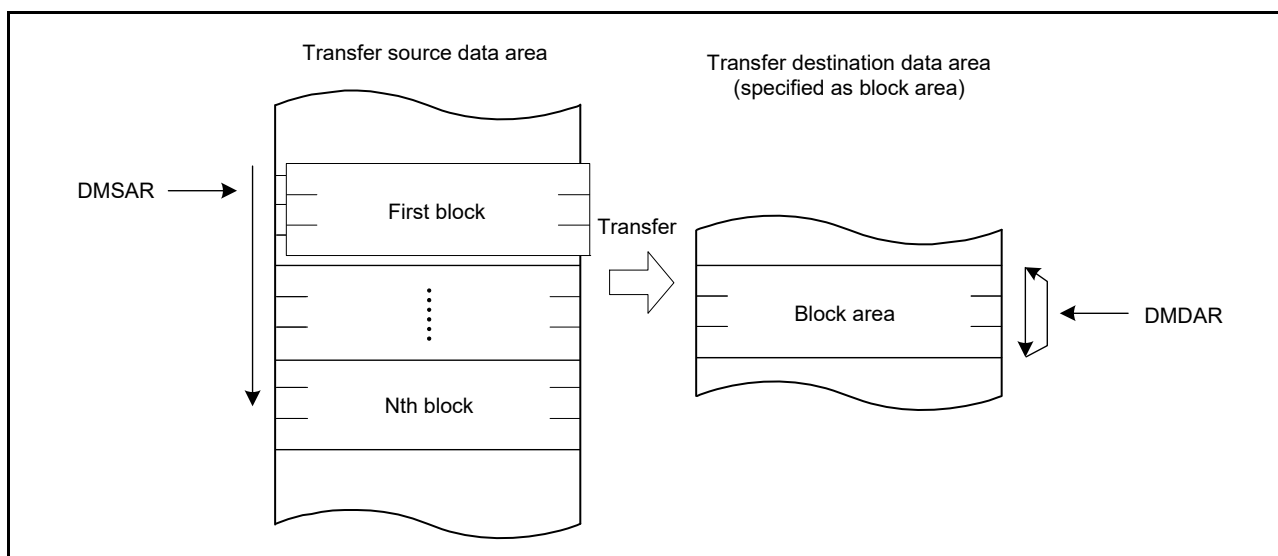 Transfer source data area
Transfer destination data area
(specified as block area)
DMSAR
First block
Transfer
Block area
DMDAR
Nth block